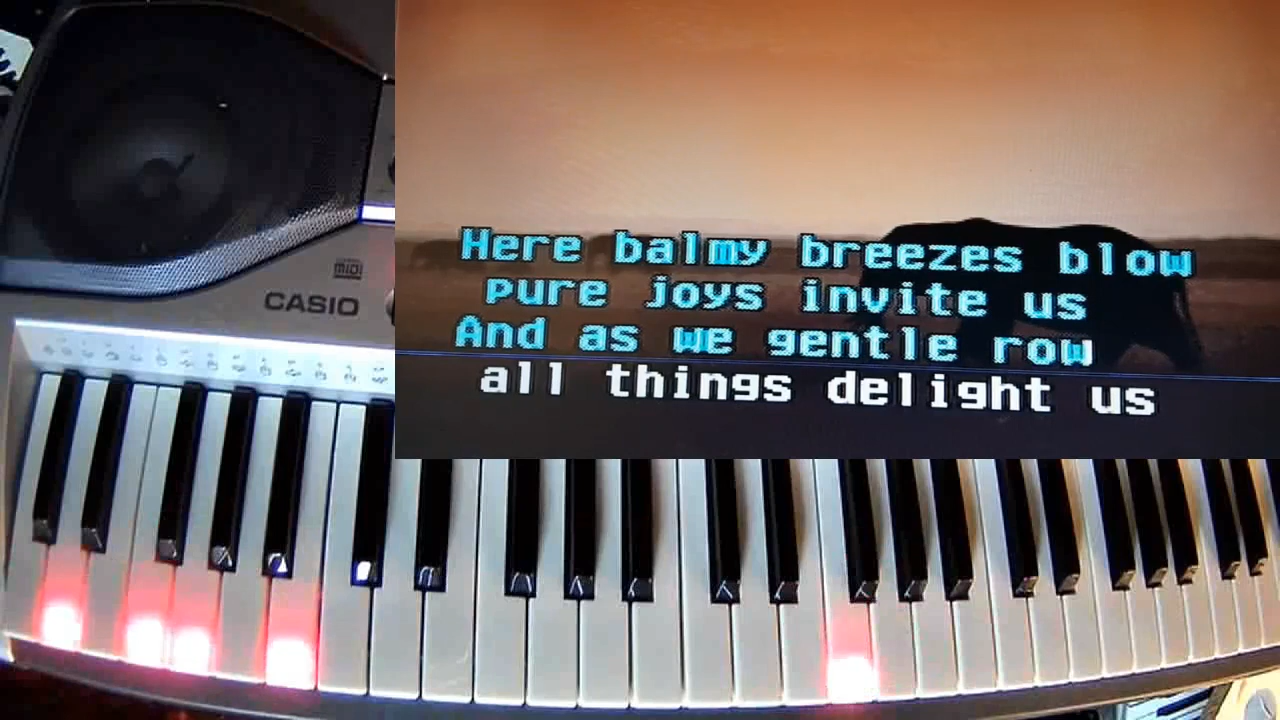 MIDI
CASIO
Here balmy breezes blow
pure joys invite us
And as we gentle row
all things delight us